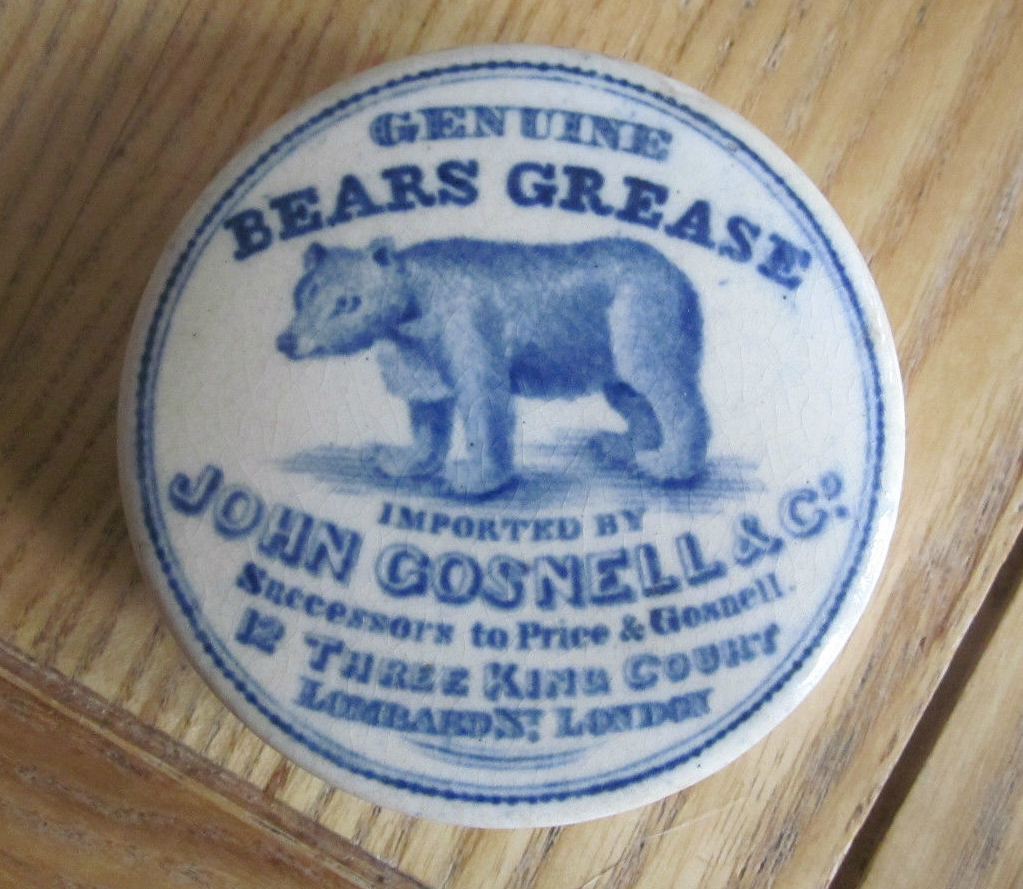 GENUINE
BEARS GREASE
IMPORTED BY
JOHN GOSNELL & Co.
Successors to Price & Gosnell.
12 THREE KING COURT
LOMBARD ST. LONDON